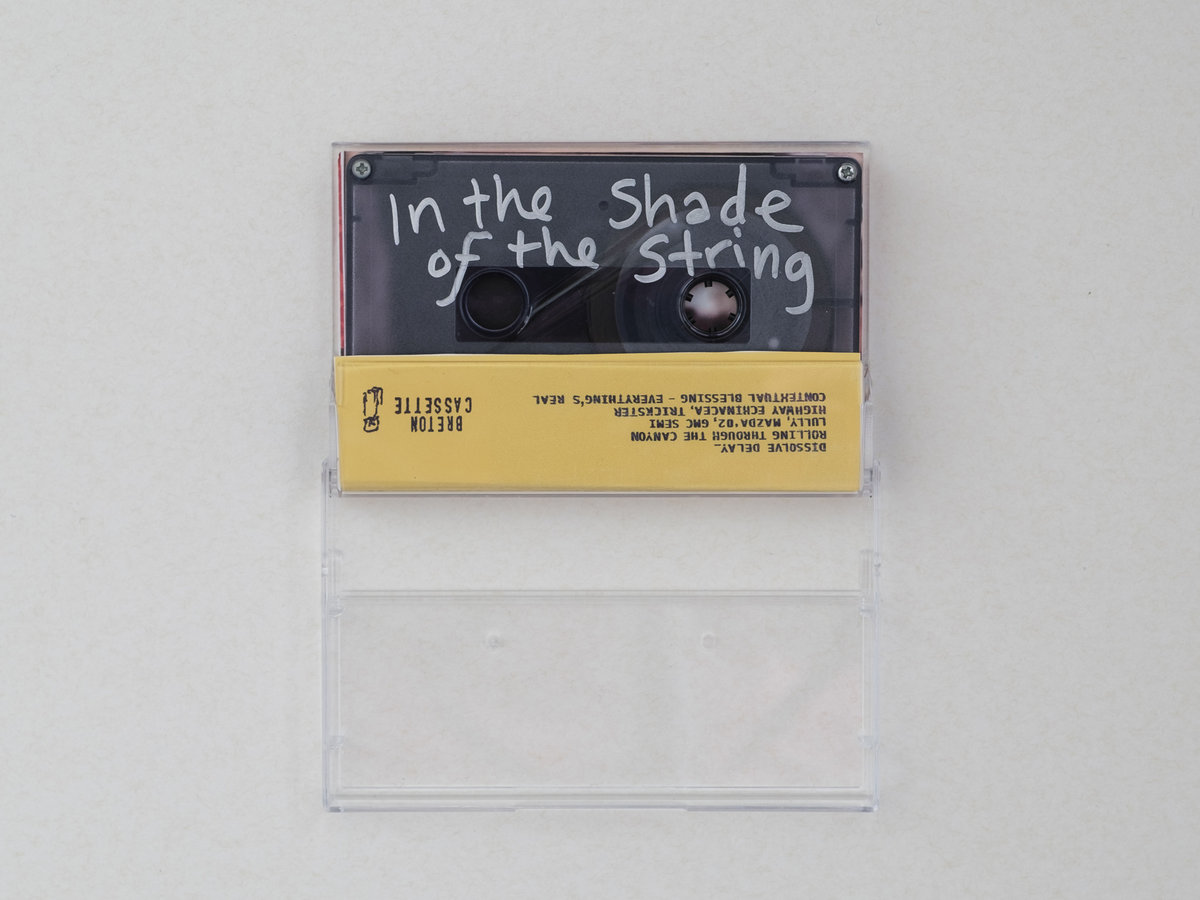 In the Shade
of the String
DISSOLVE DELAY_
ROLLING THROUGH THE CANYON
LULLY, MAZDA'02, GMC SEMI
HIGHWAY ECHINACEA, TRICKSTER
CONTEXTUAL BLESSING - EVERYTHING'S REAL
BRETON
CASSETTE